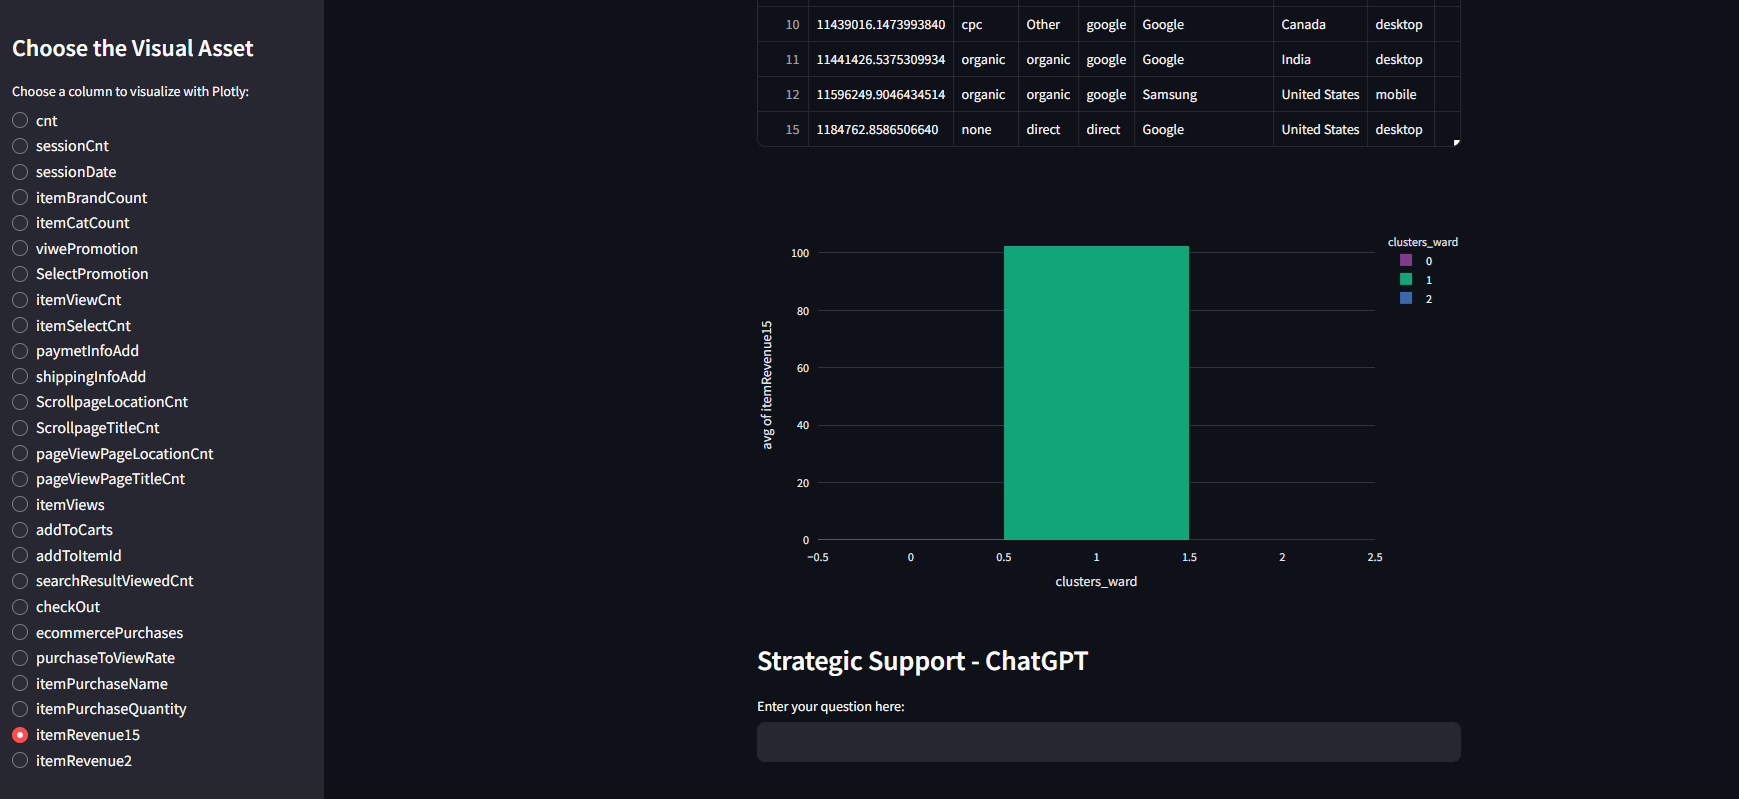 Choose the Visual Asset
Choose a column to visualize with Plotly:
cnt
sessionCnt
sessionDate
itemBrandCount
itemCatCount
viwePromotion
SelectPromotion
itemViewCnt
itemSelectCnt
paymetInfoAdd
shippingInfoAdd
ScrollpageLocationCnt
ScrollpageTitleCnt
pageViewPageLocationCnt
pageViewPageTitleCnt
itemViews
addToCarts
addToItemId
searchResultViewedCnt
checkOut
ecommercePurchases
purchaseToViewRate
itemPurchaseName
itemPurchaseQuantity
itemRevenue15
itemRevenue2
10 11439016.1473993840 cpc Other google Google Canada desktop
11 11441426.5375309934 organic organic google Google India desktop
12 11596249.9046434514 organic organic google Samsung United States mobile
15 1184762.8586506640 none direct direct Google United States desktop
clusters_ward
0
1
2
avg of itemRevenue15
100
80
60
40
20
0
−0.5 0 0.5 1 1.5 2 2.5
clusters_ward
Strategic Support - ChatGPT
Enter your question here: